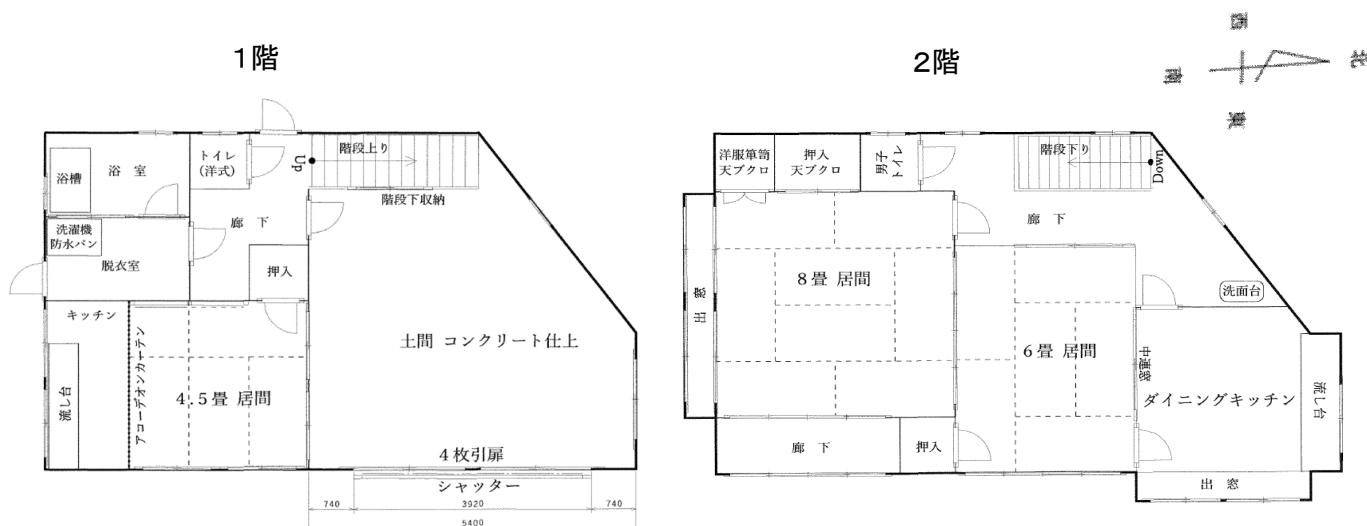 1階
2階
西
北
南
東
浴槽
浴 室
トイレ
(洋式)
Up
階段上り
階段下収納
洗濯機
防水パン
脱衣室
廊 下
押入
キッチン
アコーデオンカーテン
流し台
4.5畳 居間
土間 コンクリート仕上
4枚引扉
シャッター
740
3920
740
5400
洋服箪笥
天ブクロ
押入
天ブクロ
男子
トイレ
階段下り
Down
廊 下
出 窓
8畳 居間
6畳 居間
洗面台
中連窓
ダイニングキッチン
流し台
廊 下
押入
出 窓